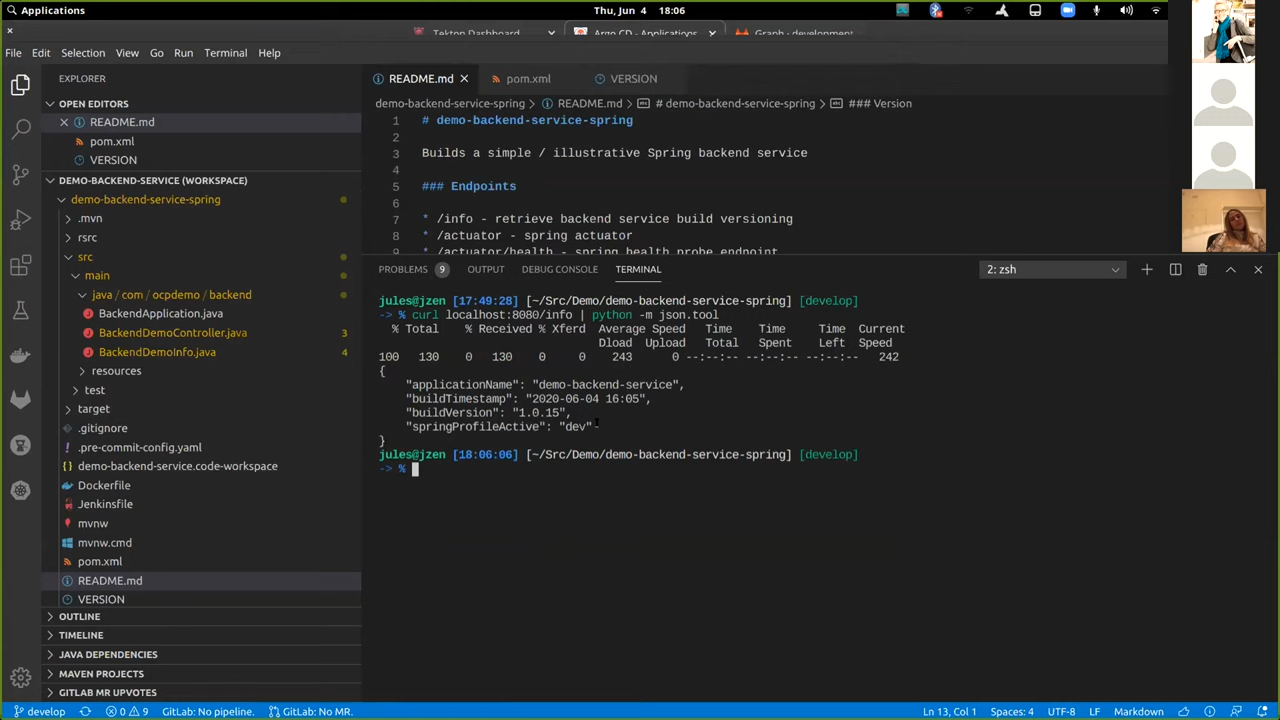 Applications
Thu, Jun 4 18:06
Tekton Dashboard
Argo CD - Applications
Graph · development
File Edit Selection View Go Run Terminal Help
EXPLORER
OPEN EDITORS
README.md
pom.xml
VERSION
DEMO-BACKEND-SERVICE (WORKSPACE)
demo-backend-service-spring
.mvn
rsrc
src
main
java / com / ocpdemo / backend
BackendApplication.java
BackendDemoController.java 3
BackendDemoInfo.java 4
resources
test
target
.gitignore
.pre-commit-config.yaml
demo-backend-service.code-workspace
Dockerfile
Jenkinsfile
mvnw
mvnw.cmd
pom.xml
README.md
VERSION
OUTLINE
TIMELINE
JAVA DEPENDENCIES
MAVEN PROJECTS
GITLAB MR UPVOTES
README.md pom.xml VERSION
demo-backend-service-spring > README.md > # demo-backend-service-spring > ### Version
1 # demo-backend-service-spring
2
3 Builds a simple / illustrative Spring backend service
4
5 ### Endpoints
6
7 * /info - retrieve backend service build versioning
8 * /actuator - spring actuator
9 * /actuator/health - spring health probe endpoint
PROBLEMS 9 OUTPUT DEBUG CONSOLE TERMINAL 2: zsh
jules@jzen [17:49:28] [~/Src/Demo/demo-backend-service-spring] [develop]
-> % curl localhost:8080/info | python -m json.tool
% Total % Received % Xferd Average Speed Time Time Time Current
Dload Upload Total Spent Left Speed
100 130 0 130 0 0 243 0 --:--:-- --:--:-- --:--:-- 242
{
"applicationName": "demo-backend-service",
"buildTimestamp": "2020-06-04 16:05",
"buildVersion": "1.0.15",
"springProfileActive": "dev"
}
jules@jzen [18:06:06] [~/Src/Demo/demo-backend-service-spring] [develop]
-> %
develop 0 9 GitLab: No pipeline. GitLab: No MR. Ln 13, Col 1 Spaces: 4 UTF-8 LF Markdown